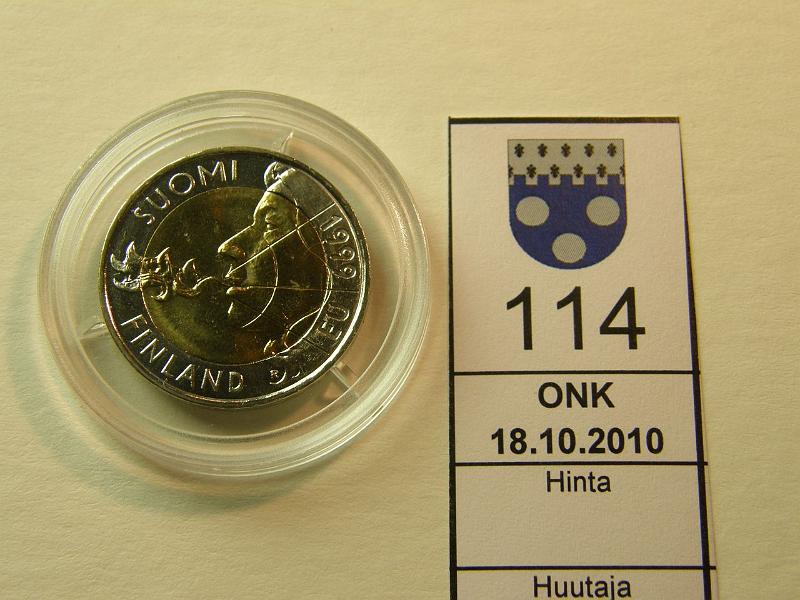 SUOMI
1999
EU
FINLAND
114
ONK
18.10.2010
Hinta
Huutaja